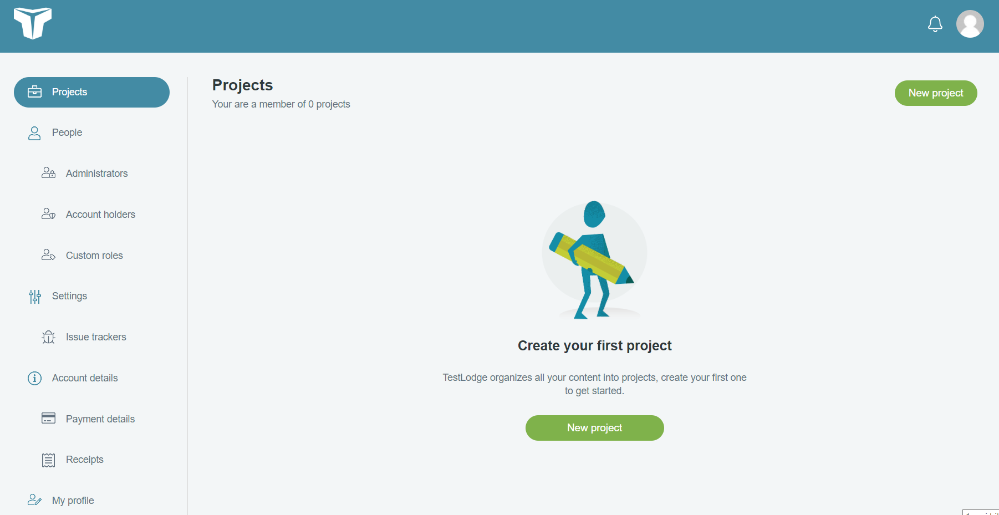 Projects
People
Administrators
Account holders
Custom roles
Settings
Issue trackers
Account details
Payment details
Receipts
My profile
Projects
Your are a member of 0 projects
New project
Create your first project
TestLodge organizes all your content into projects, create your first one
to get started.
New project